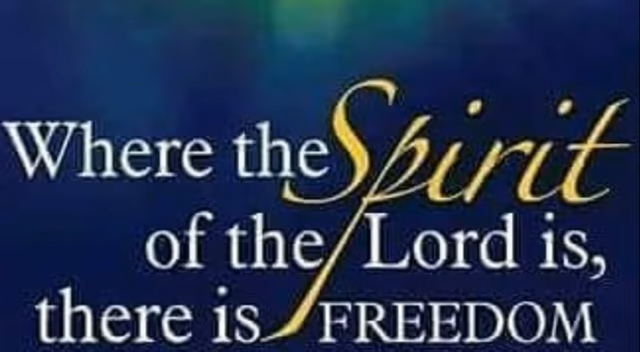 Where the Spirit
of the Lord is,
there is FREEDOM